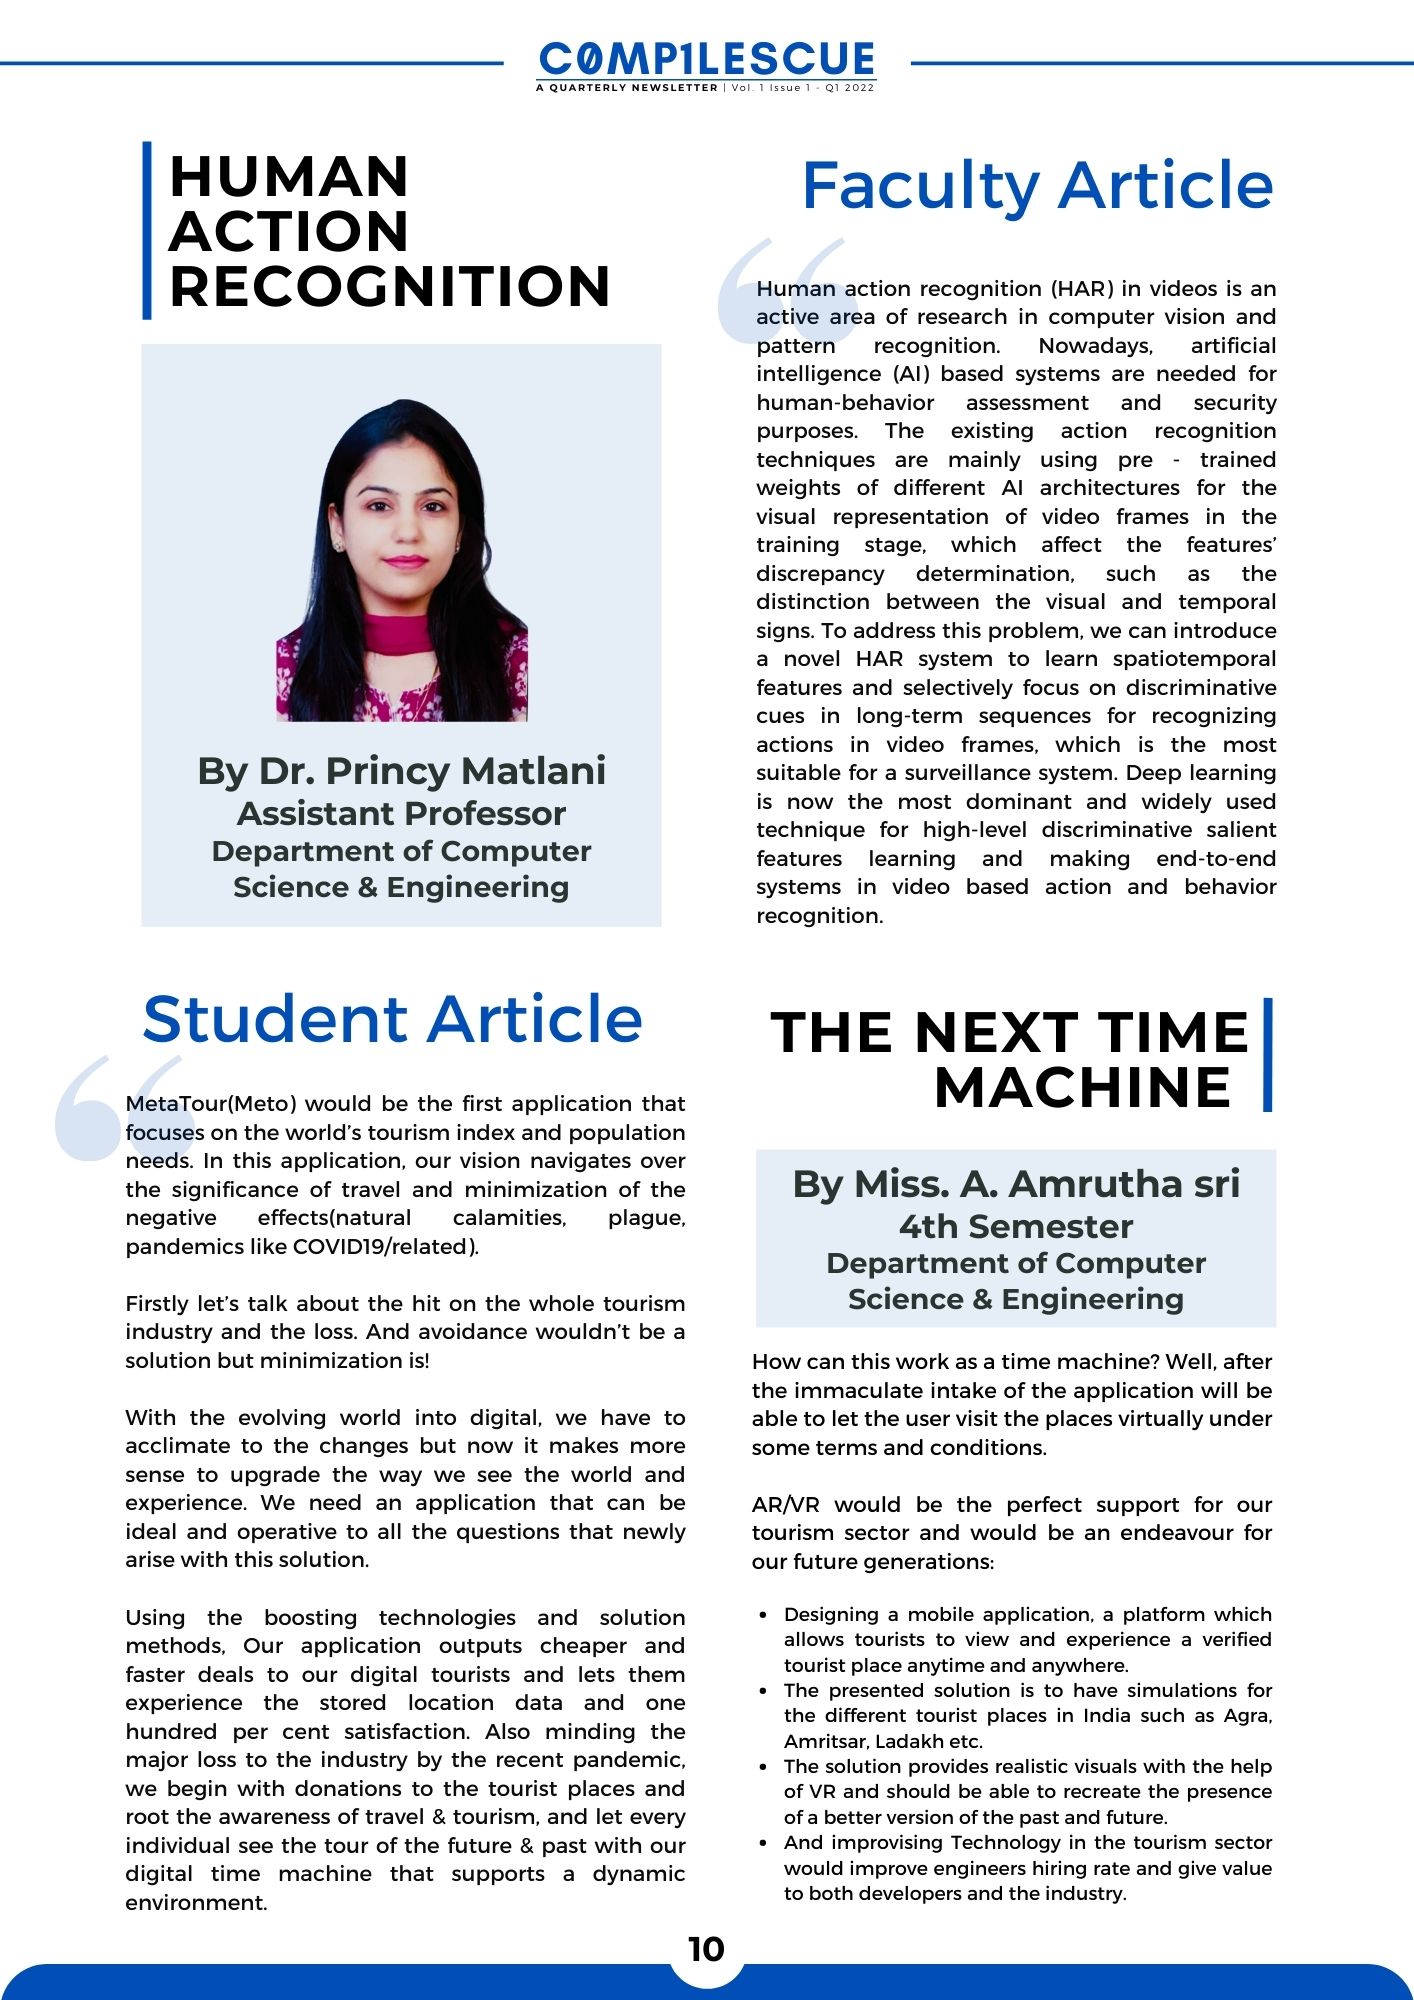 C0MP1LESCUE
A QUARTERLY NEWSLETTER | Vol. 1 Issue 1 - Q1 2022
HUMAN
ACTION
RECOGNITION
By Dr. Princy Matlani
Assistant Professor
Department of Computer
Science & Engineering
Faculty Article
Human action recognition (HAR) in videos is an
active area of research in computer vision and
pattern recognition. Nowadays, artificial
intelligence (AI) based systems are needed for
human-behavior assessment and security
purposes. The existing action recognition
techniques are mainly using pre - trained
weights of different AI architectures for the
visual representation of video frames in the
training stage, which affect the features’
discrepancy determination, such as the
distinction between the visual and temporal
signs. To address this problem, we can introduce
a novel HAR system to learn spatiotemporal
features and selectively focus on discriminative
cues in long-term sequences for recognizing
actions in video frames, which is the most
suitable for a surveillance system. Deep learning
is now the most dominant and widely used
technique for high-level discriminative salient
features learning and making end-to-end
systems in video based action and behavior
recognition.
Student Article
MetaTour(Meto) would be the first application that
focuses on the world’s tourism index and population
needs. In this application, our vision navigates over
the significance of travel and minimization of the
negative effects(natural calamities, plague,
pandemics like COVID19/related).
Firstly let’s talk about the hit on the whole tourism
industry and the loss. And avoidance wouldn’t be a
solution but minimization is!
With the evolving world into digital, we have to
acclimate to the changes but now it makes more
sense to upgrade the way we see the world and
experience. We need an application that can be
ideal and operative to all the questions that newly
arise with this solution.
Using the boosting technologies and solution
methods, Our application outputs cheaper and
faster deals to our digital tourists and lets them
experience the stored location data and one
hundred per cent satisfaction. Also minding the
major loss to the industry by the recent pandemic,
we begin with donations to the tourist places and
root the awareness of travel & tourism, and let every
individual see the tour of the future & past with our
digital time machine that supports a dynamic
environment.
THE NEXT TIME
MACHINE
By Miss. A. Amrutha sri
4th Semester
Department of Computer
Science & Engineering
How can this work as a time machine? Well, after
the immaculate intake of the application will be
able to let the user visit the places virtually under
some terms and conditions.
AR/VR would be the perfect support for our
tourism sector and would be an endeavour for
our future generations:
• Designing a mobile application, a platform which
allows tourists to view and experience a verified
tourist place anytime and anywhere.
• The presented solution is to have simulations for
the different tourist places in India such as Agra,
Amritsar, Ladakh etc.
• The solution provides realistic visuals with the help
of VR and should be able to recreate the presence
of a better version of the past and future.
• And improvising Technology in the tourism sector
would improve engineers hiring rate and give value
to both developers and the industry.
10